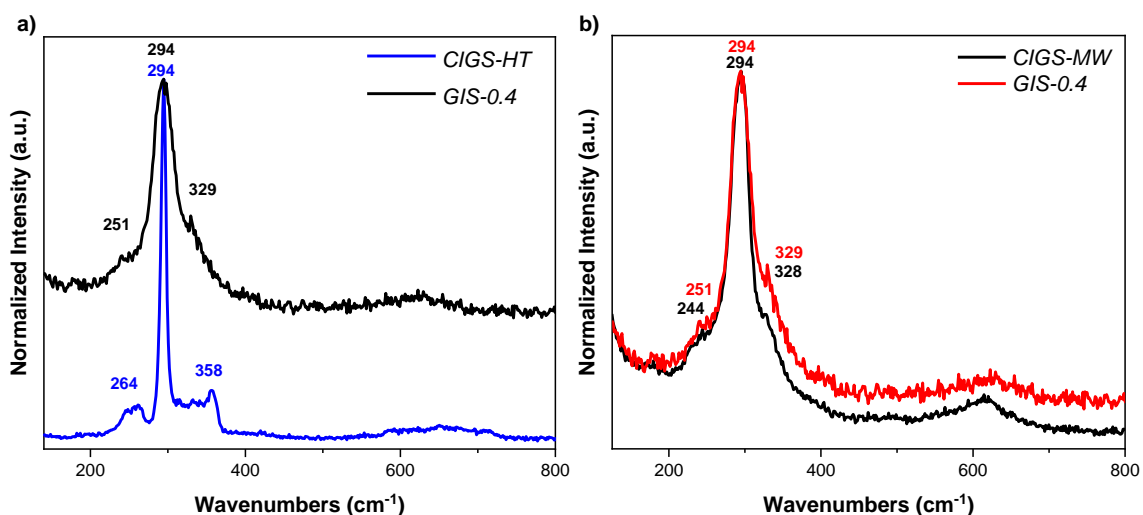 a)
294
294
CIGS-HT
GIS-0.4
329
251
264
358
Normalized Intensity (a.u.)
200
400
600
800
Wavenumbers (cm-1)
b)
294
294
CIGS-MW
GIS-0.4
329
328
251
244
Normalized Intensity (a.u.)
200
400
600
800
Wavenumbers (cm-1)